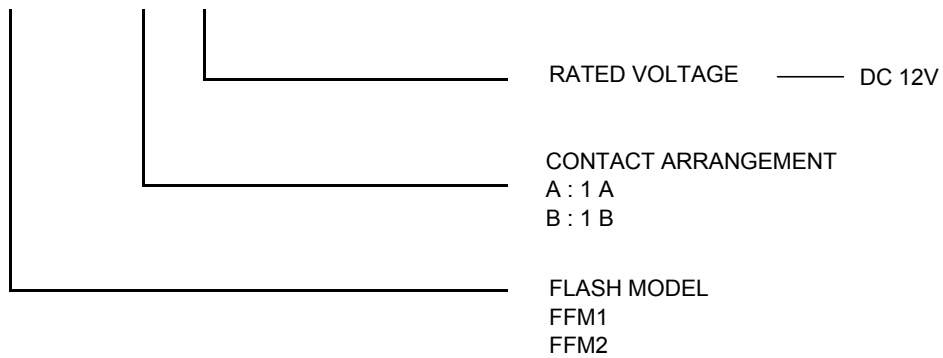 RATED VOLTAGE DC 12V
CONTACT ARRANGEMENT
A : 1 A
B : 1 B
FLASH MODEL
FFM1
FFM2